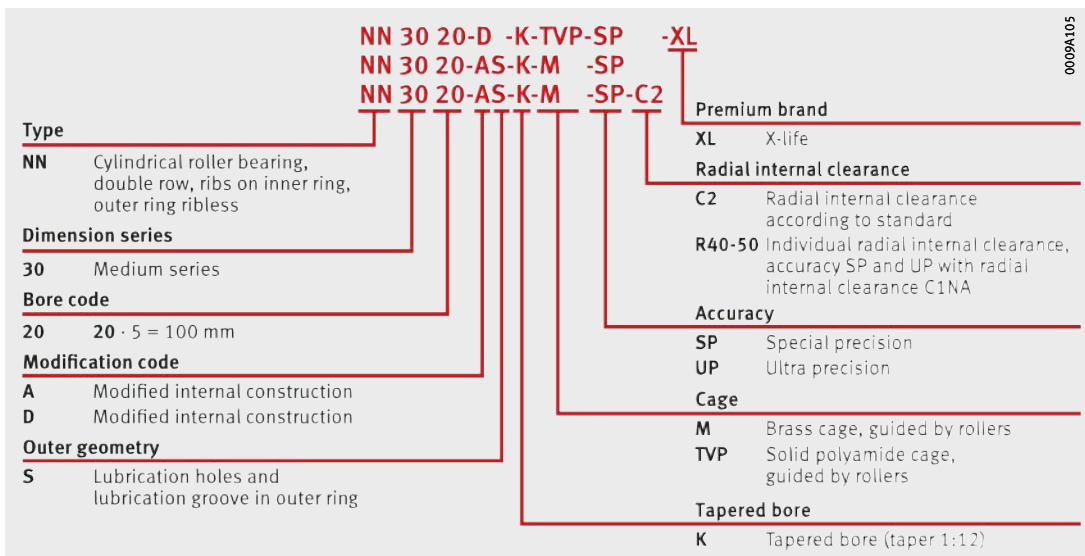 NN 30 20-D -K-TVP-SP -XL
NN 30 20-AS-K-M -SP
NN 30 20-AS-K-M -SP-C2
Type
NN Cylindrical roller bearing,
double row, ribs on inner ring,
outer ring ribless
Dimension series
30 Medium series
Bore code
20 20 · 5 = 100 mm
Modification code
A Modified internal construction
D Modified internal construction
Outer geometry
S Lubrication holes and
lubrication groove in outer ring
Premium brand
XL X-life
Radial internal clearance
C2 Radial internal clearance
according to standard
R40-50 Individual radial internal clearance,
accuracy SP and UP with radial
internal clearance C1NA
Accuracy
SP Special precision
UP Ultra precision
Cage
M Brass cage, guided by rollers
TVP Solid polyamide cage,
guided by rollers
Tapered bore
K Tapered bore (taper 1:12)
0009A105